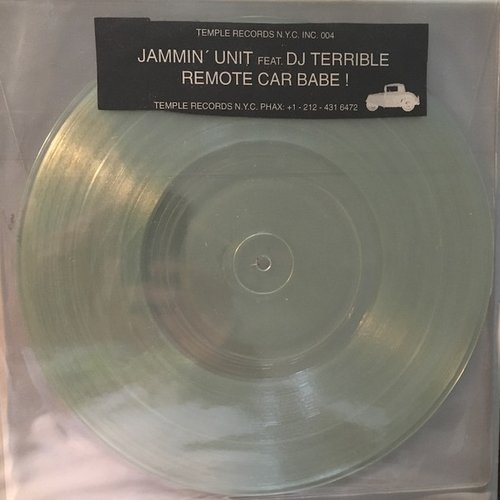 TEMPLE RECORDS N.Y.C. INC. 004
JAMMIN´ UNIT FEAT. DJ TERRIBLE
REMOTE CAR BABE !
TEMPLE RECORDS N.Y.C. PHAX: +1 - 212 - 431 6472